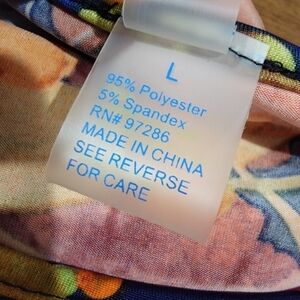 L
95% Polyester
5% Spandex
RN# 97286
MADE IN CHINA
SEE REVERSE
FOR CARE